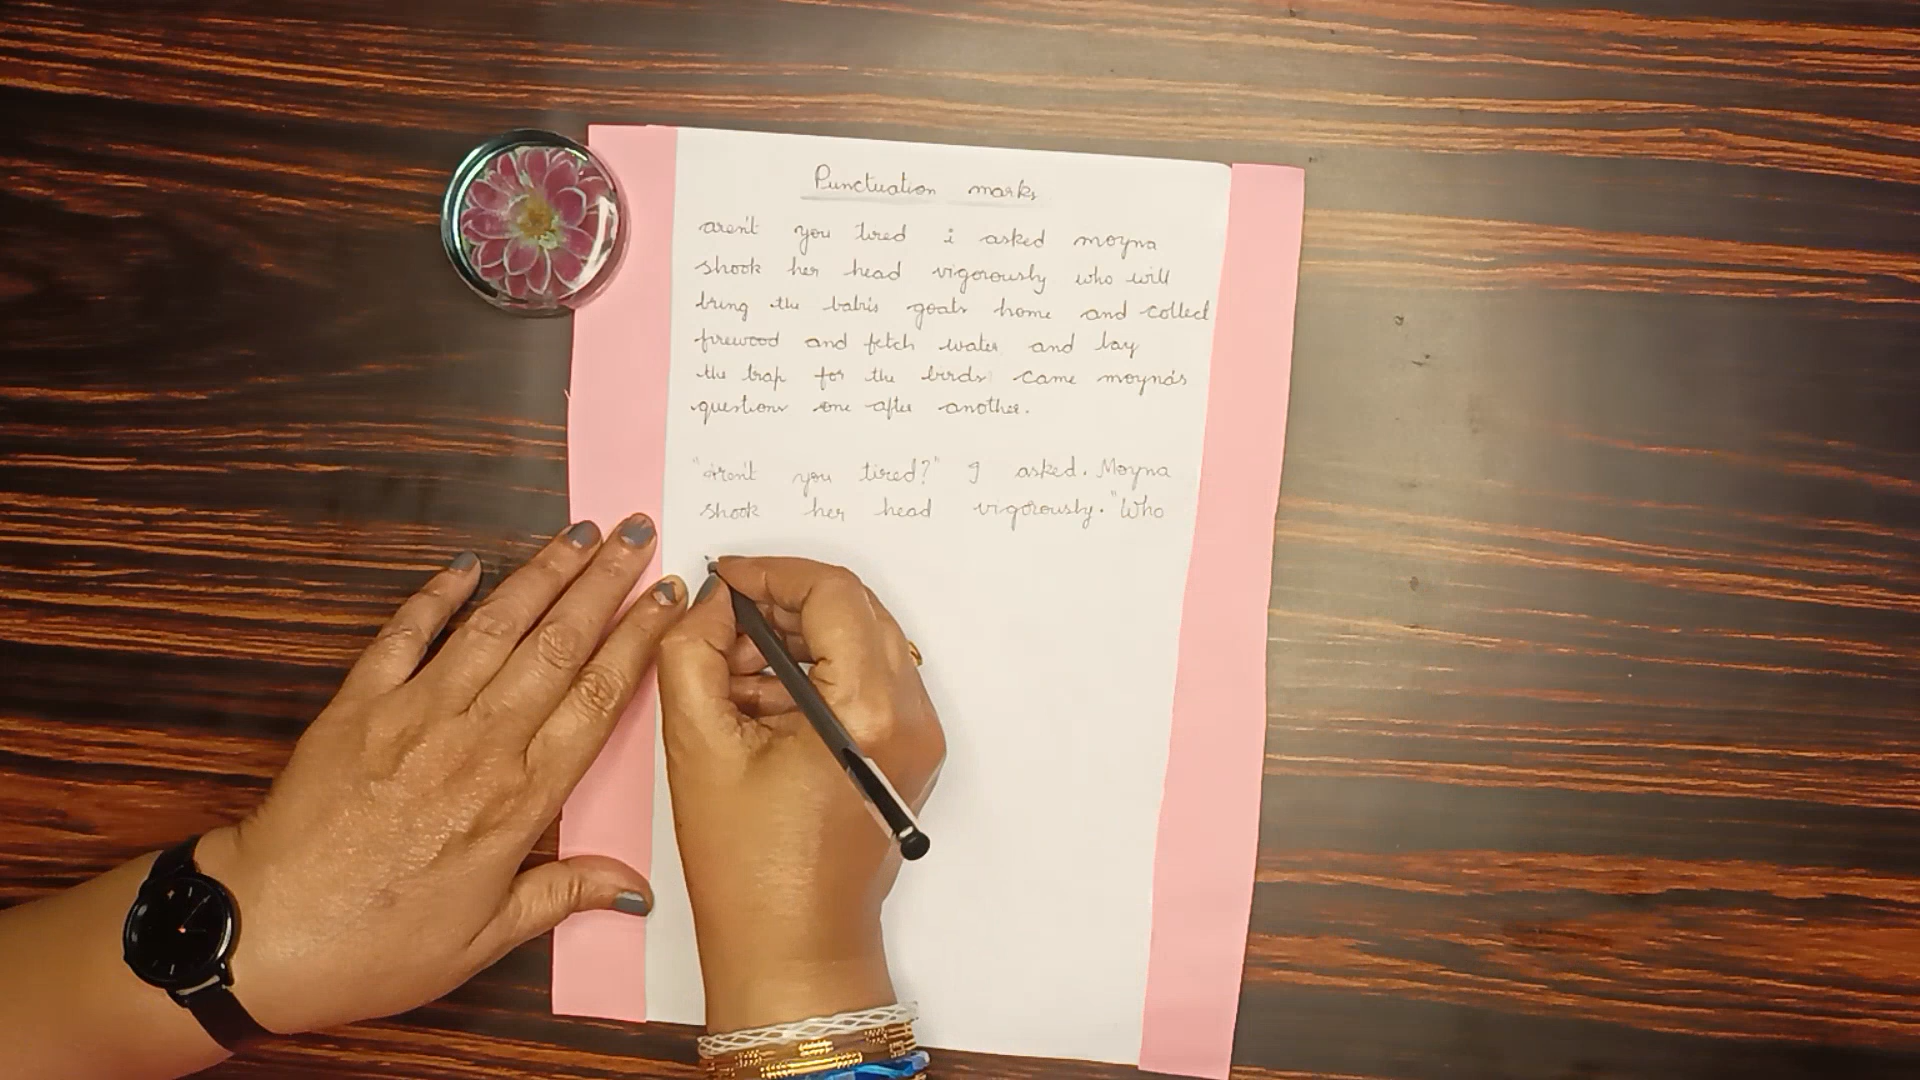 Punctuation marks
aren't you tired i asked moyna
shook her head vigorously who will
bring the babu's goats home and collect
firewood and fetch water and lay
the trap for the birds came moyna's
questions one after another.
"Aren't you tired?" I asked. Moyna
shook her head vigorously. "Who